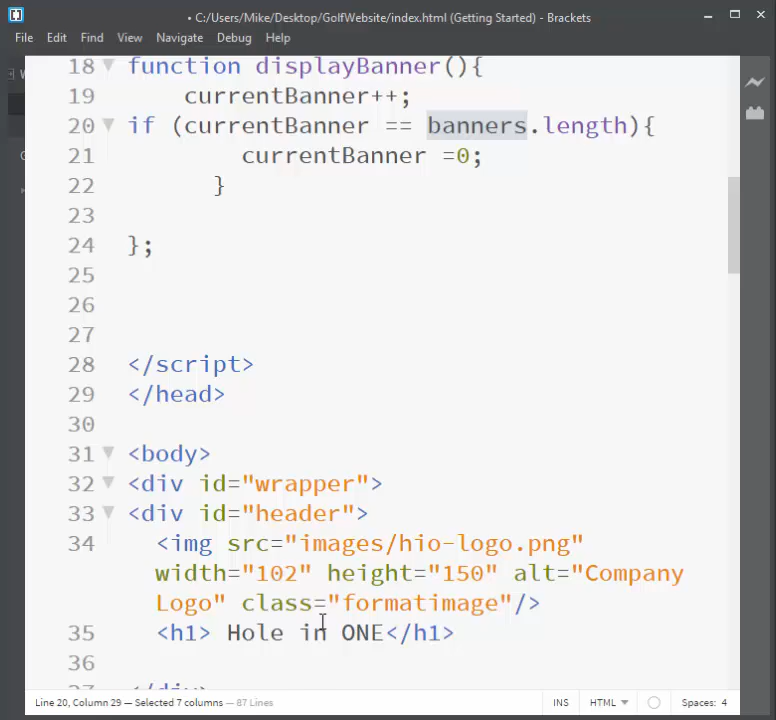 • C:/Users/Mike/Desktop/GolfWebsite/index.html (Getting Started) - Brackets
File Edit Find View Navigate Debug Help
18 function displayBanner(){
19 currentBanner++;
20 if (currentBanner == banners.length){
21 currentBanner =0;
22 }
23
24 };
25
26
27
28 </script>
29 </head>
30
31 <body>
32 <div id="wrapper">
33 <div id="header">
34 <img src="images/hio-logo.png"
width="102" height="150" alt="Company
Logo" class="formatimage"/>
35 <h1> Hole in ONE</h1>
36
Line 20, Column 29 — Selected 7 columns — 87 Lines
INS HTML Spaces: 4